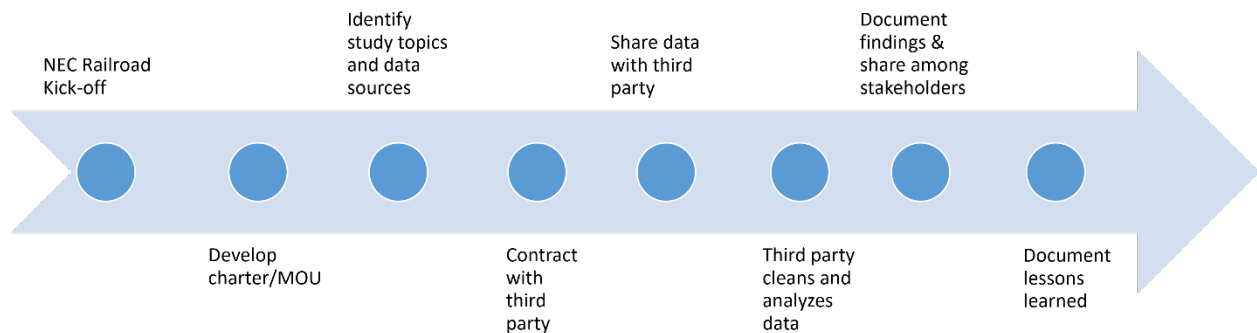 NEC Railroad
Kick-off
Develop
charter/MOU
Identify
study topics
and data
sources
Contract
with
third
party
Share data
with third
party
Third party
cleans and
analyzes
data
Document
findings &
share among
stakeholders
Document
lessons
learned